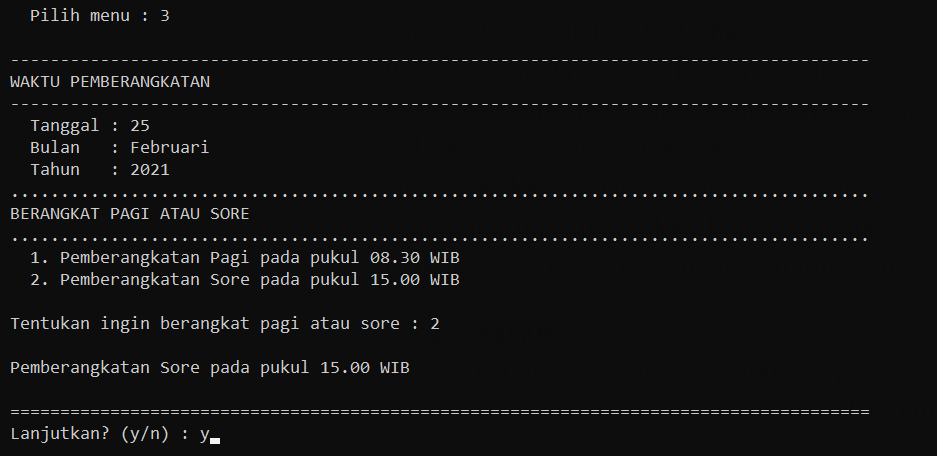 Pilih menu : 3
--------------------------------------------------------------------------------------
WAKTU PEMBERANGKATAN
--------------------------------------------------------------------------------------
Tanggal : 25
Bulan   : Februari
Tahun   : 2021
......................................................................................
BERANGKAT PAGI ATAU SORE
......................................................................................
1. Pemberangkatan Pagi pada pukul 08.30 WIB
2. Pemberangkatan Sore pada pukul 15.00 WIB
Tentukan ingin berangkat pagi atau sore : 2
Pemberangkatan Sore pada pukul 15.00 WIB
======================================================================================
Lanjutkan? (y/n) : y